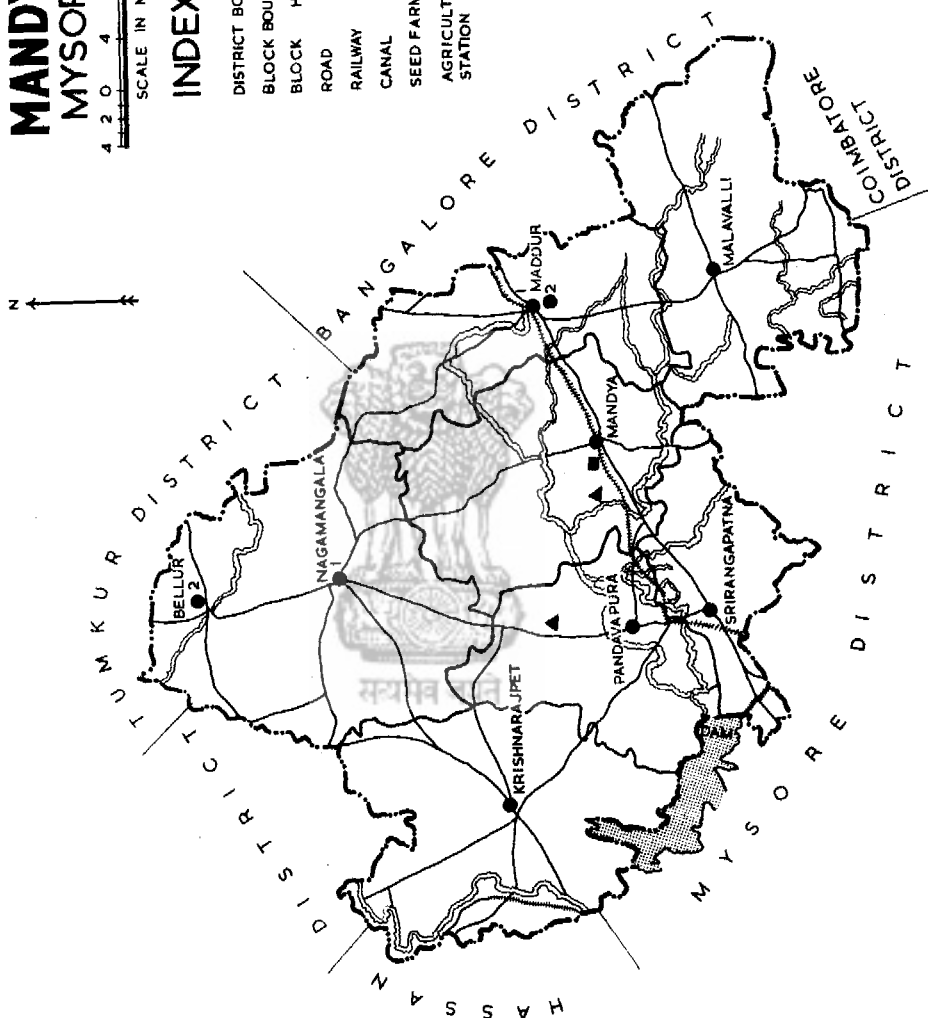 MANDY
MYSOR
4 2 0 4
SCALE IN M
INDEX
DISTRICT BO
BLOCK BOU
BLOCK H
ROAD
RAILWAY
CANAL
SEED FARM
AGRICULT
STATION
N
TUMKUR DISTRICT
BANGALORE DISTRICT
HASSAN DISTRICT
MYSORE DISTRICT
COIMBATORE
DISTRICT
BELLUR
2
NAGAMANGALA
1
KRISHNARAJPET
PANDAVAPURA
SRIRANGAPATNA
MANDYA
MADDUR
1
2
MALAVALLI
DAM
सत्यमेव जयते